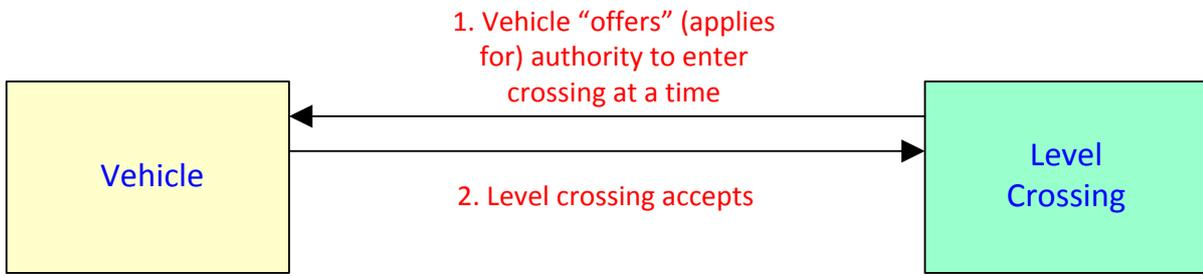 1. Vehicle “offers” (applies
for) authority to enter
crossing at a time
Vehicle
Level
Crossing
2. Level crossing accepts